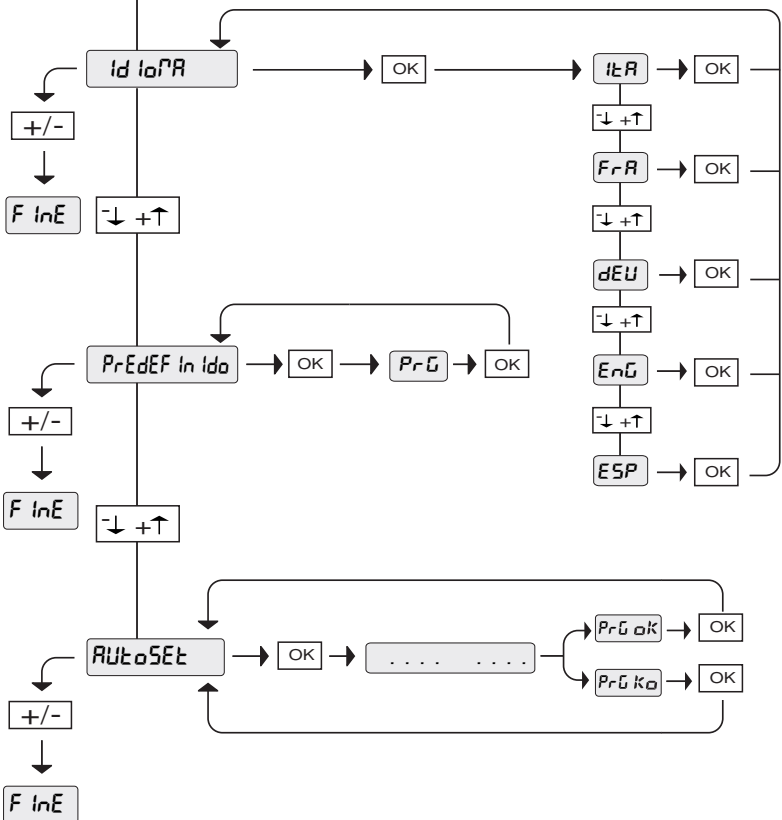 IdIomA OK ItA OK
+/- -↓ +↑
FrA OK
FInE -↓ +↑ -↓ +↑
dEU OK
-↓ +↑
PrEdEFInIdo OK PrG OK EnG OK
+/- -↓ +↑
ESP OK
FInE -↓ +↑
PrG oK OK
AUtoSEt OK .... ....
PrG Ko OK
+/-
FInE